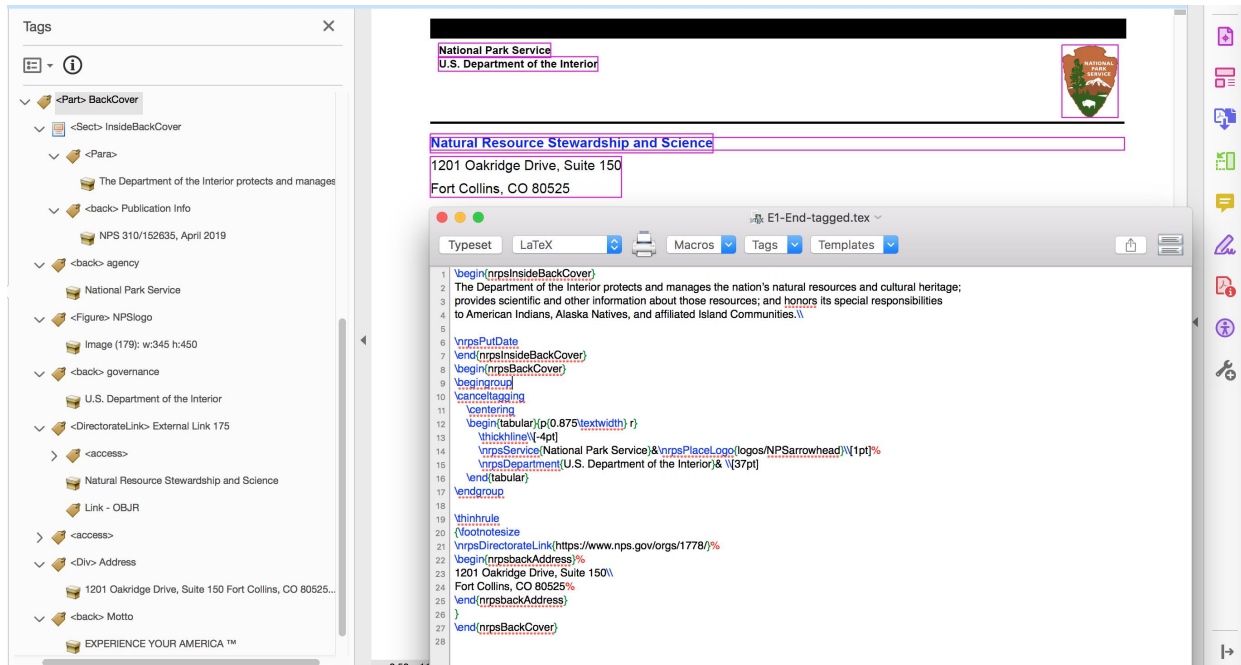 Tags
<Part> BackCover
<Sect> InsideBackCover
<Para>
The Department of the Interior protects and manages
<back> Publication Info
NPS 310/152635, April 2019
<back> agency
National Park Service
<Figure> NPSlogo
Image (179): w:345 h:450
<back> governance
U.S. Department of the Interior
<DirectorateLink> External Link 175
<access>
Natural Resource Stewardship and Science
Link - OBJR
<access>
<Div> Address
1201 Oakridge Drive, Suite 150 Fort Collins, CO 80525...
<back> Motto
EXPERIENCE YOUR AMERICA ™
National Park Service
U.S. Department of the Interior
NATIONAL
PARK
SERVICE
Natural Resource Stewardship and Science
1201 Oakridge Drive, Suite 150
Fort Collins, CO 80525
E1-End-tagged.tex
Typeset LaTeX Macros Tags Templates
1 \begin{nrpsInsideBackCover}
2 The Department of the Interior protects and manages the nation’s natural resources and cultural heritage;
3 provides scientific and other information about those resources; and honors its special responsibilities
4 to American Indians, Alaska Natives, and affiliated Island Communities.\\
5
6 \nrpsPutDate
7 \end{nrpsInsideBackCover}
8 \begin{nrpsBackCover}
9 \begingroup
10 \canceltagging
11 \centering
12 \begin{tabular}{p{0.875\textwidth} r}
13 \thickhline\\[-4pt]
14 \nrpsService{National Park Service}&\nrpsPlaceLogo{logos/NPSarrowhead}\\[1pt]%
15 \nrpsDepartment{U.S. Department of the Interior}& \\[37pt]
16 \end{tabular}
17 \endgroup
18
19 \thinhrule
20 {\footnotesize
21 \nrpsDirectorateLink{https://www.nps.gov/orgs/1778/}%
22 \begin{nrpsbackAddress}%
23 1201 Oakridge Drive, Suite 150\\
24 Fort Collins, CO 80525%
25 \end{nrpsbackAddress}
26 }
27 \end{nrpsBackCover}
28